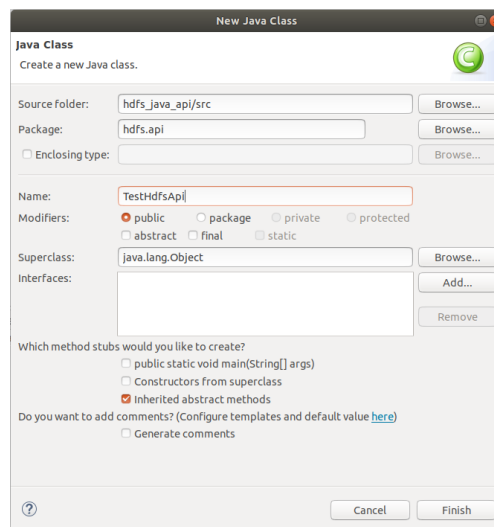 New Java Class
Java Class
Create a new Java class.
Source folder: hdfs_java_api/src Browse...
Package: hdfs.api Browse...
Enclosing type: Browse...
Name: TestHdfsApi
Modifiers: public package private protected
abstract final static
Superclass: java.lang.Object Browse...
Interfaces: Add...
Remove
Which method stubs would you like to create?
public static void main(String[] args)
Constructors from superclass
Inherited abstract methods
Do you want to add comments? (Configure templates and default value here)
Generate comments
? Cancel Finish